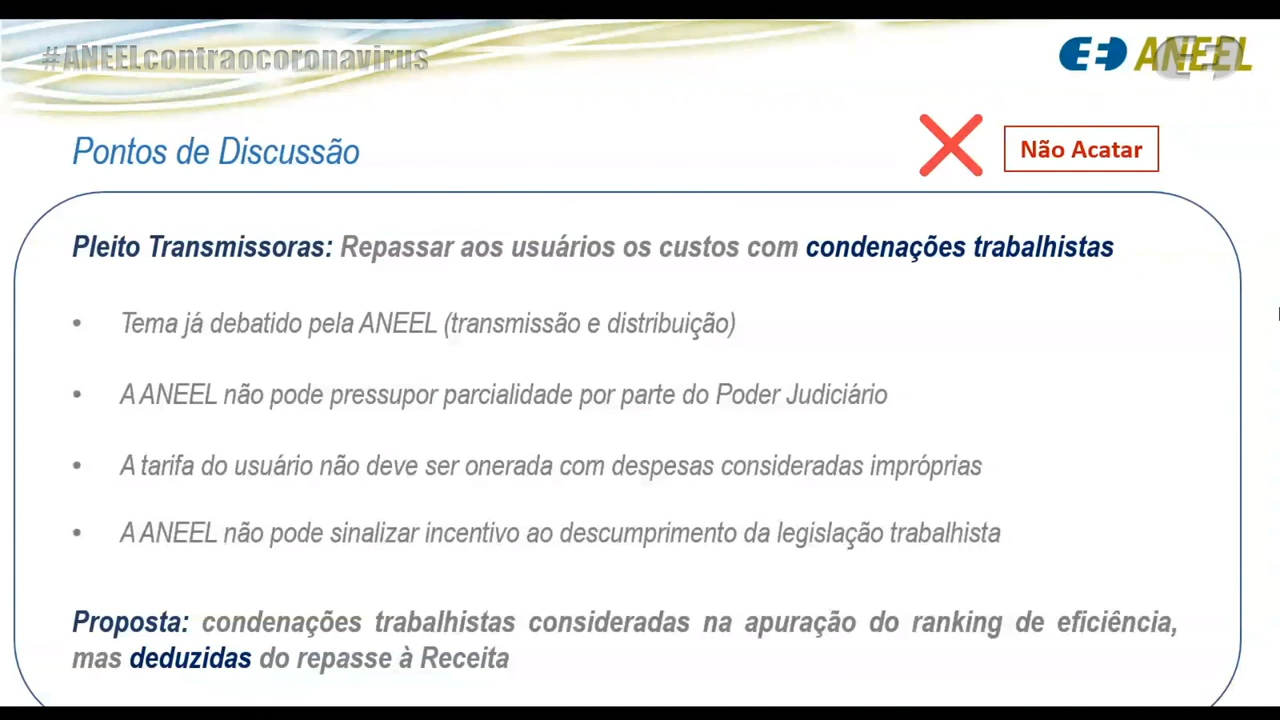 #ANEELcontraocoronavirus
ANEEL
Pontos de Discussão
Não Acatar
Pleito Transmissoras: Repassar aos usuários os custos com condenações trabalhistas
• Tema já debatido pela ANEEL (transmissão e distribuição)
• A ANEEL não pode pressupor parcialidade por parte do Poder Judiciário
• A tarifa do usuário não deve ser onerada com despesas consideradas impróprias
• A ANEEL não pode sinalizar incentivo ao descumprimento da legislação trabalhista
Proposta: condenações trabalhistas consideradas na apuração do ranking de eficiência,
mas deduzidas do repasse à Receita